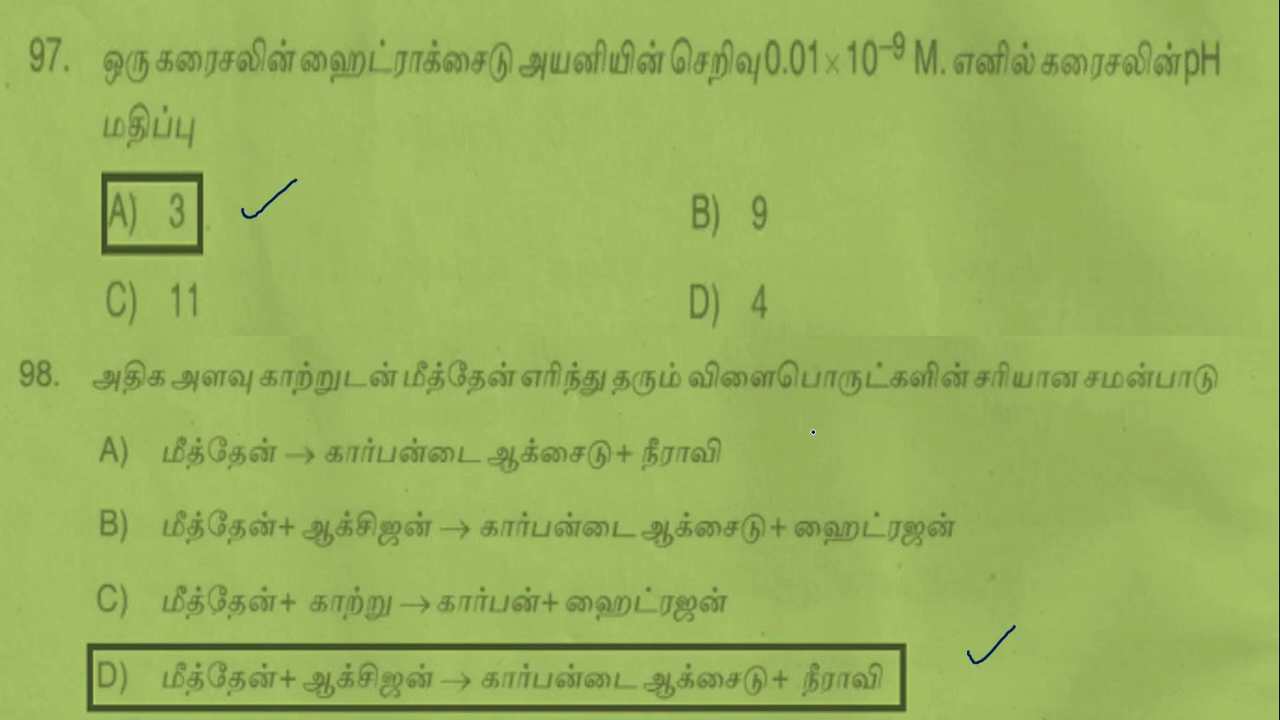 97. ஒரு கரைசலின் ஹைட்ராக்சைடு அயனியின் செறிவு 0.01 × 10⁻⁹ M. எனில் கரைசலின் pH
மதிப்பு
A) 3 B) 9
C) 11 D) 4
98. அதிக அளவு காற்றுடன் மீத்தேன் எரிந்து தரும் விளைபொருட்களின் சரியான சமன்பாடு
A) மீத்தேன் → கார்பன்டை ஆக்சைடு + நீராவி
B) மீத்தேன் + ஆக்சிஜன் → கார்பன்டை ஆக்சைடு + ஹைட்ரஜன்
C) மீத்தேன் + காற்று → கார்பன் + ஹைட்ரஜன்
D) மீத்தேன் + ஆக்சிஜன் → கார்பன்டை ஆக்சைடு + நீராவி